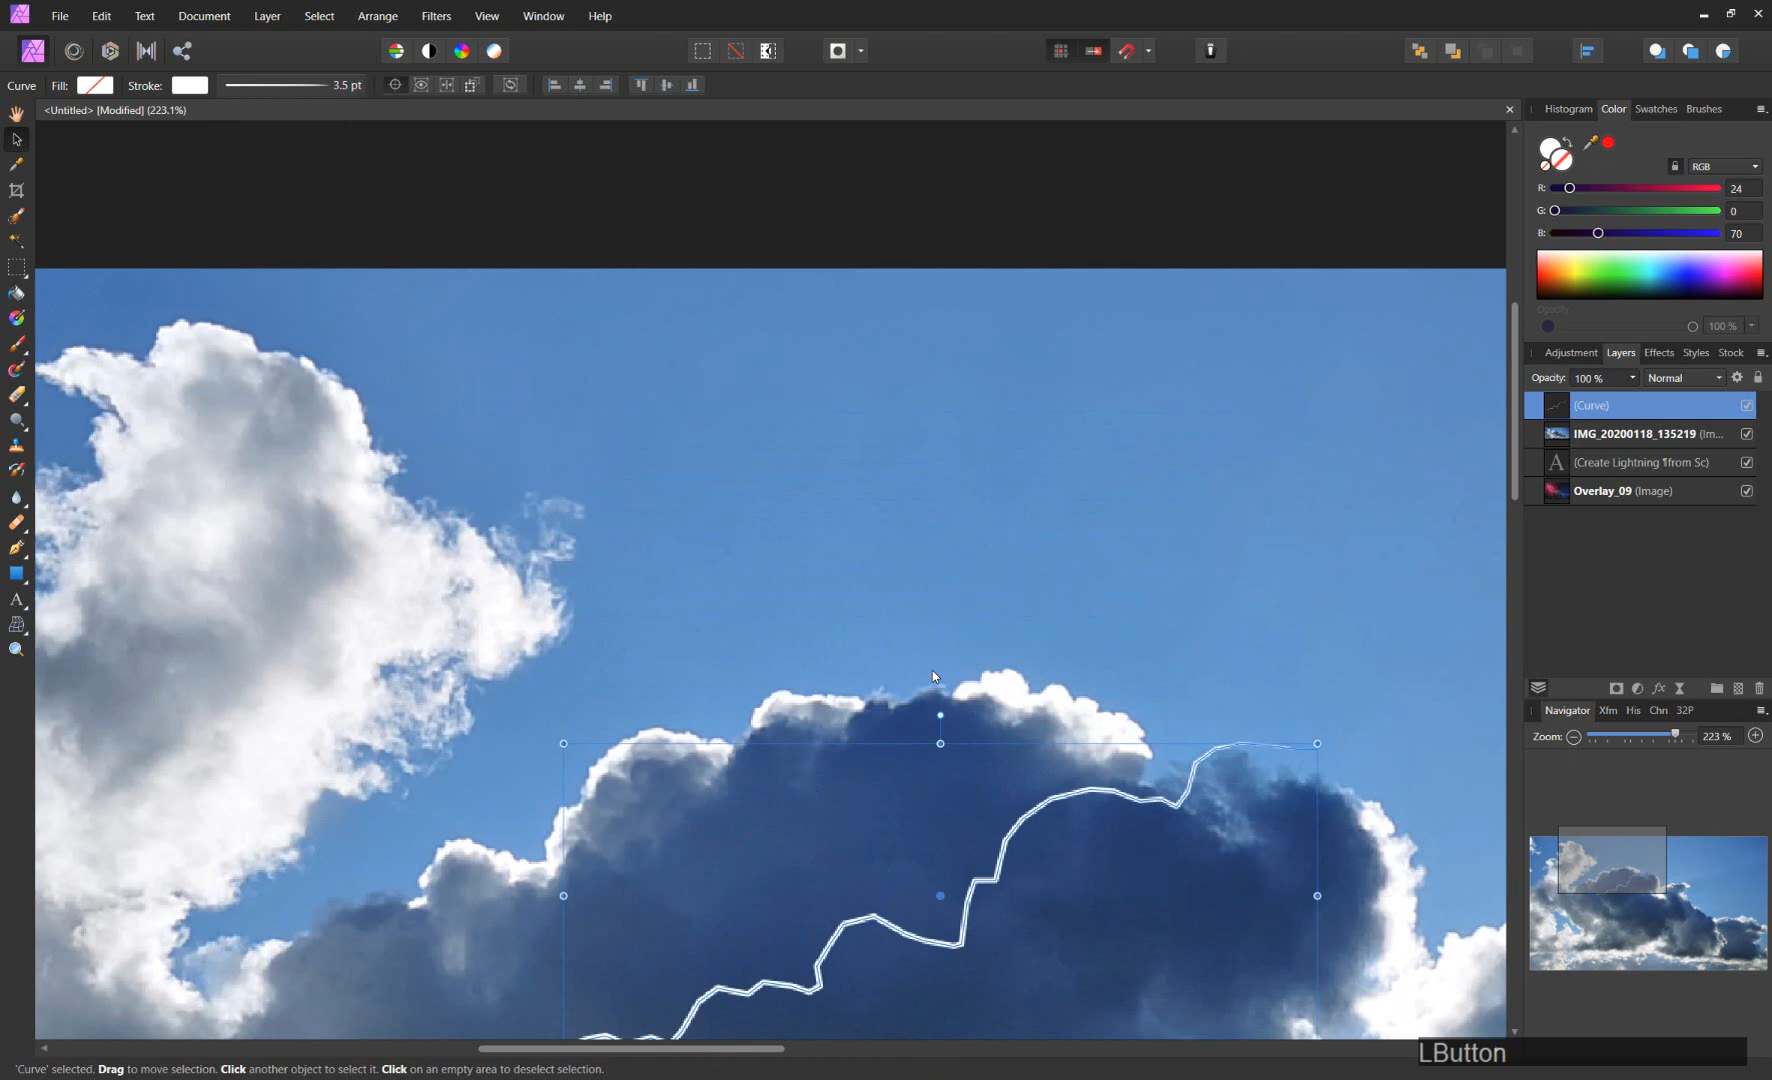 File Edit Text Document Layer Select Arrange Filters View Window Help
Curve Fill: Stroke: 3.5 pt
<Untitled> [Modified] (223.1%)
Histogram Color Swatches Brushes
RGB
R: 24
G: 0
B: 70
Opacity
100 %
Adjustment Layers Effects Styles Stock
Opacity: 100 % Normal
(Curve)
IMG_20200118_135219 (Im...
A (Create Lightning ¶from Sc)
Overlay_09 (Image)
fx
Navigator Xfm His Chn 32P
Zoom: 223 %
A
LButton
'Curve' selected. Drag to move selection. Click another object to select it. Click on an empty area to deselect selection.